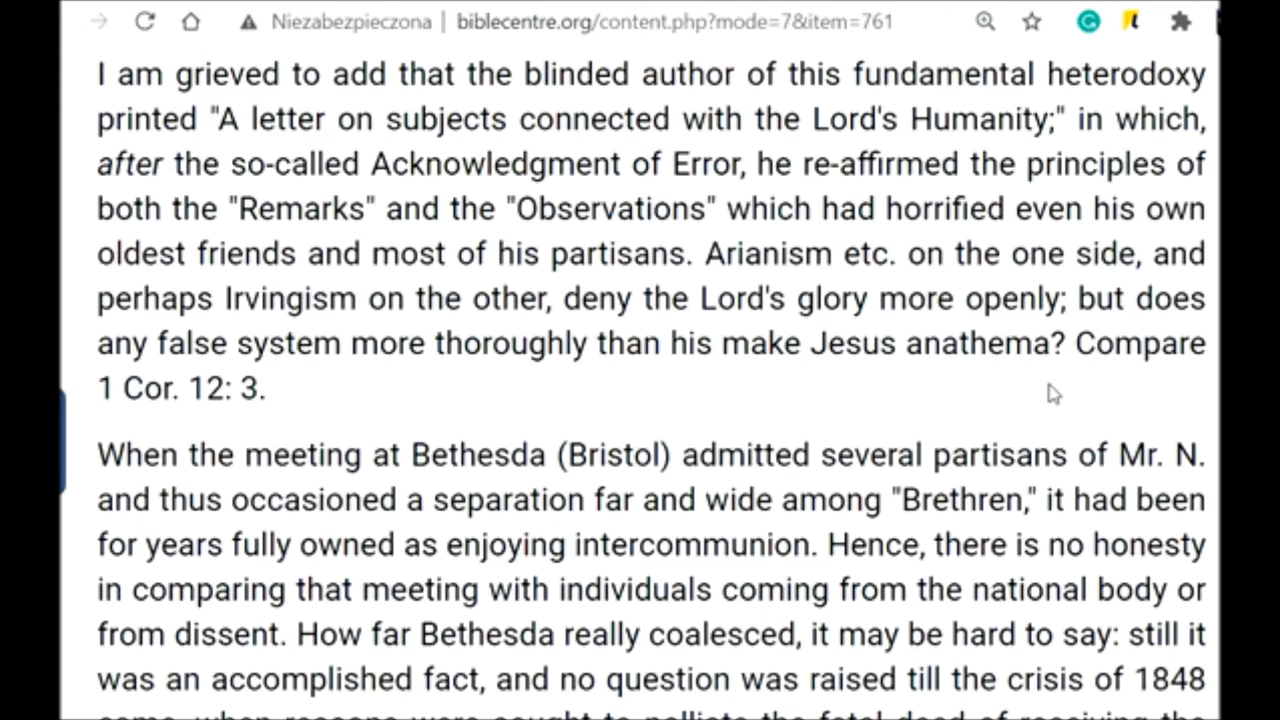 Niezabezpieczona | biblecentre.org/content.php?mode=7&item=761
I am grieved to add that the blinded author of this fundamental heterodoxy
printed "A letter on subjects connected with the Lord's Humanity;" in which,
after the so-called Acknowledgment of Error, he re-affirmed the principles of
both the "Remarks" and the "Observations" which had horrified even his own
oldest friends and most of his partisans. Arianism etc. on the one side, and
perhaps Irvingism on the other, deny the Lord's glory more openly; but does
any false system more thoroughly than his make Jesus anathema? Compare
1 Cor. 12: 3.
When the meeting at Bethesda (Bristol) admitted several partisans of Mr. N.
and thus occasioned a separation far and wide among "Brethren," it had been
for years fully owned as enjoying intercommunion. Hence, there is no honesty
in comparing that meeting with individuals coming from the national body or
from dissent. How far Bethesda really coalesced, it may be hard to say: still it
was an accomplished fact, and no question was raised till the crisis of 1848